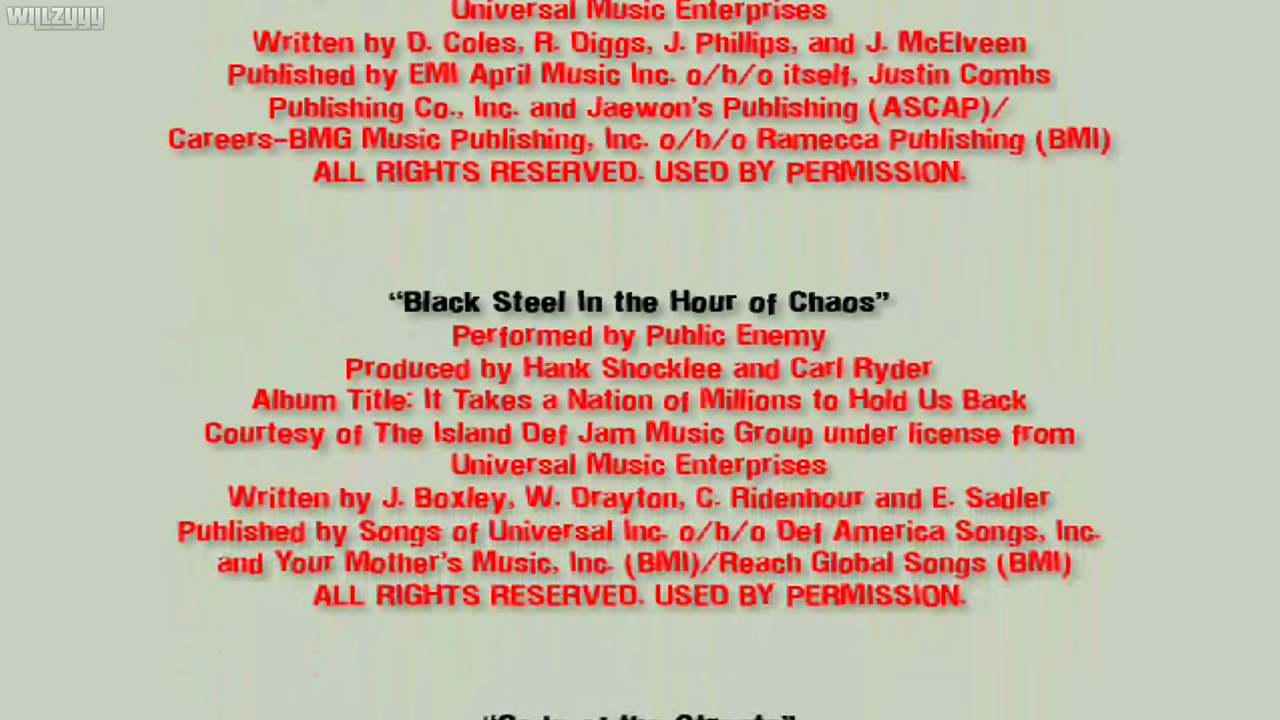 WillZyyy
Universal Music Enterprises
Written by D. Coles, R. Diggs, J. Phillips, and J. McElveen
Published by EMI April Music Inc. o/b/o itself, Justin Combs
Publishing Co., Inc. and Jaewon's Publishing (ASCAP)/
Careers-BMG Music Publishing, Inc. o/b/o Ramecca Publishing (BMI)
ALL RIGHTS RESERVED. USED BY PERMISSION.
“Black Steel In the Hour of Chaos”
Performed by Public Enemy
Produced by Hank Shocklee and Carl Ryder
Album Title: It Takes a Nation of Millions to Hold Us Back
Courtesy of The Island Def Jam Music Group under license from
Universal Music Enterprises
Written by J. Boxley, W. Drayton, C. Ridenhour and E. Sadler
Published by Songs of Universal Inc. o/b/o Def America Songs, Inc.
and Your Mother's Music, Inc. (BMI)/Reach Global Songs (BMI)
ALL RIGHTS RESERVED. USED BY PERMISSION.